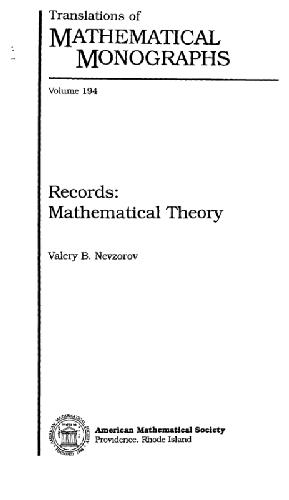 Translations of
MATHEMATICAL
MONOGRAPHS
Volume 194
Records:
Mathematical Theory
Valery B. Nevzorov
American Mathematical Society
Providence, Rhode Island